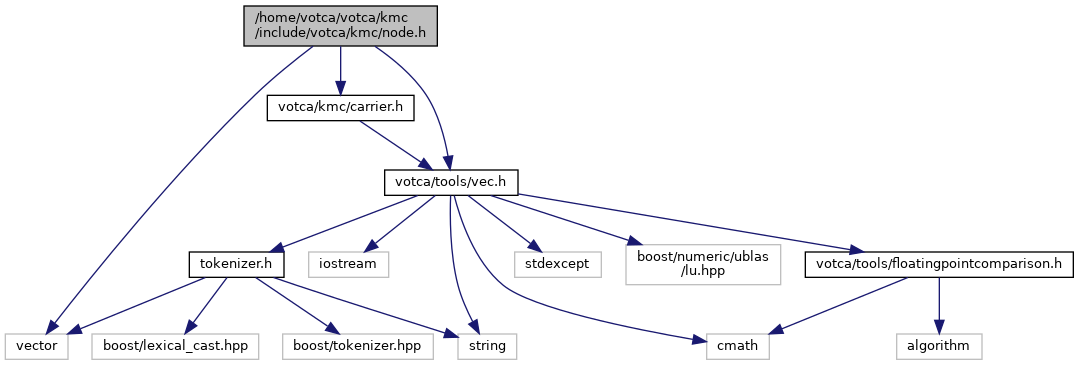 /home/votca/votca/kmc
/include/votca/kmc/node.h
votca/kmc/carrier.h
votca/tools/vec.h
tokenizer.h
iostream
stdexcept
boost/numeric/ublas
/lu.hpp
votca/tools/floatingpointcomparison.h
vector
boost/lexical_cast.hpp
boost/tokenizer.hpp
string
cmath
algorithm